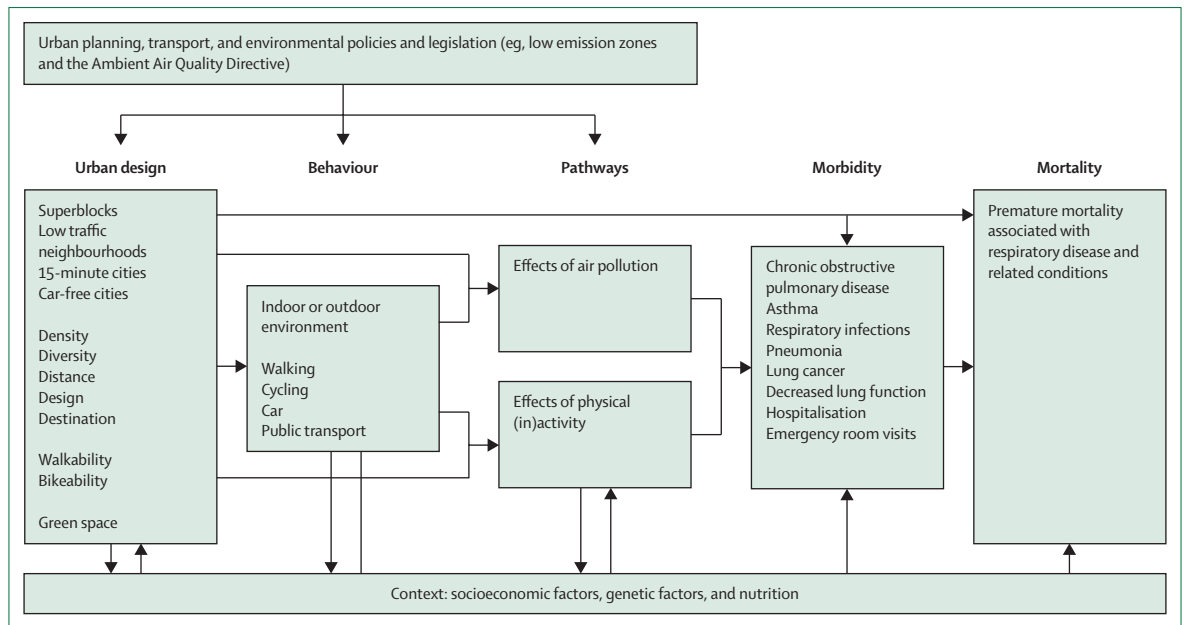 Urban planning, transport, and environmental policies and legislation (eg, low emission zones
and the Ambient Air Quality Directive)
Urban design
Behaviour
Pathways
Morbidity
Mortality
Superblocks
Low traffic
neighbourhoods
15-minute cities
Car-free cities
Density
Diversity
Distance
Design
Destination
Walkability
Bikeability
Green space
Indoor or outdoor
environment
Walking
Cycling
Car
Public transport
Effects of air pollution
Effects of physical
(in)activity
Chronic obstructive
pulmonary disease
Asthma
Respiratory infections
Pneumonia
Lung cancer
Decreased lung function
Hospitalisation
Emergency room visits
Premature mortality
associated with
respiratory disease and
related conditions
Context: socioeconomic factors, genetic factors, and nutrition